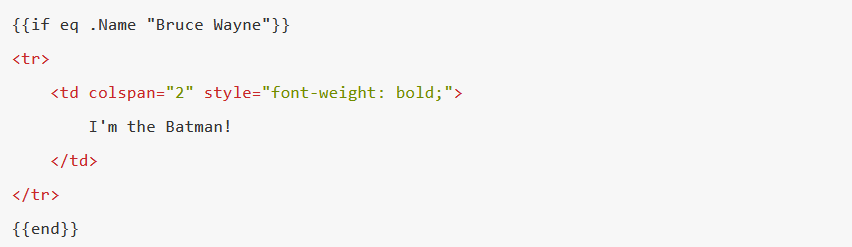 {{if eq .Name "Bruce Wayne"}}
<tr>
    <td colspan="2" style="font-weight: bold;">
        I'm the Batman!
    </td>
</tr>
{{end}}